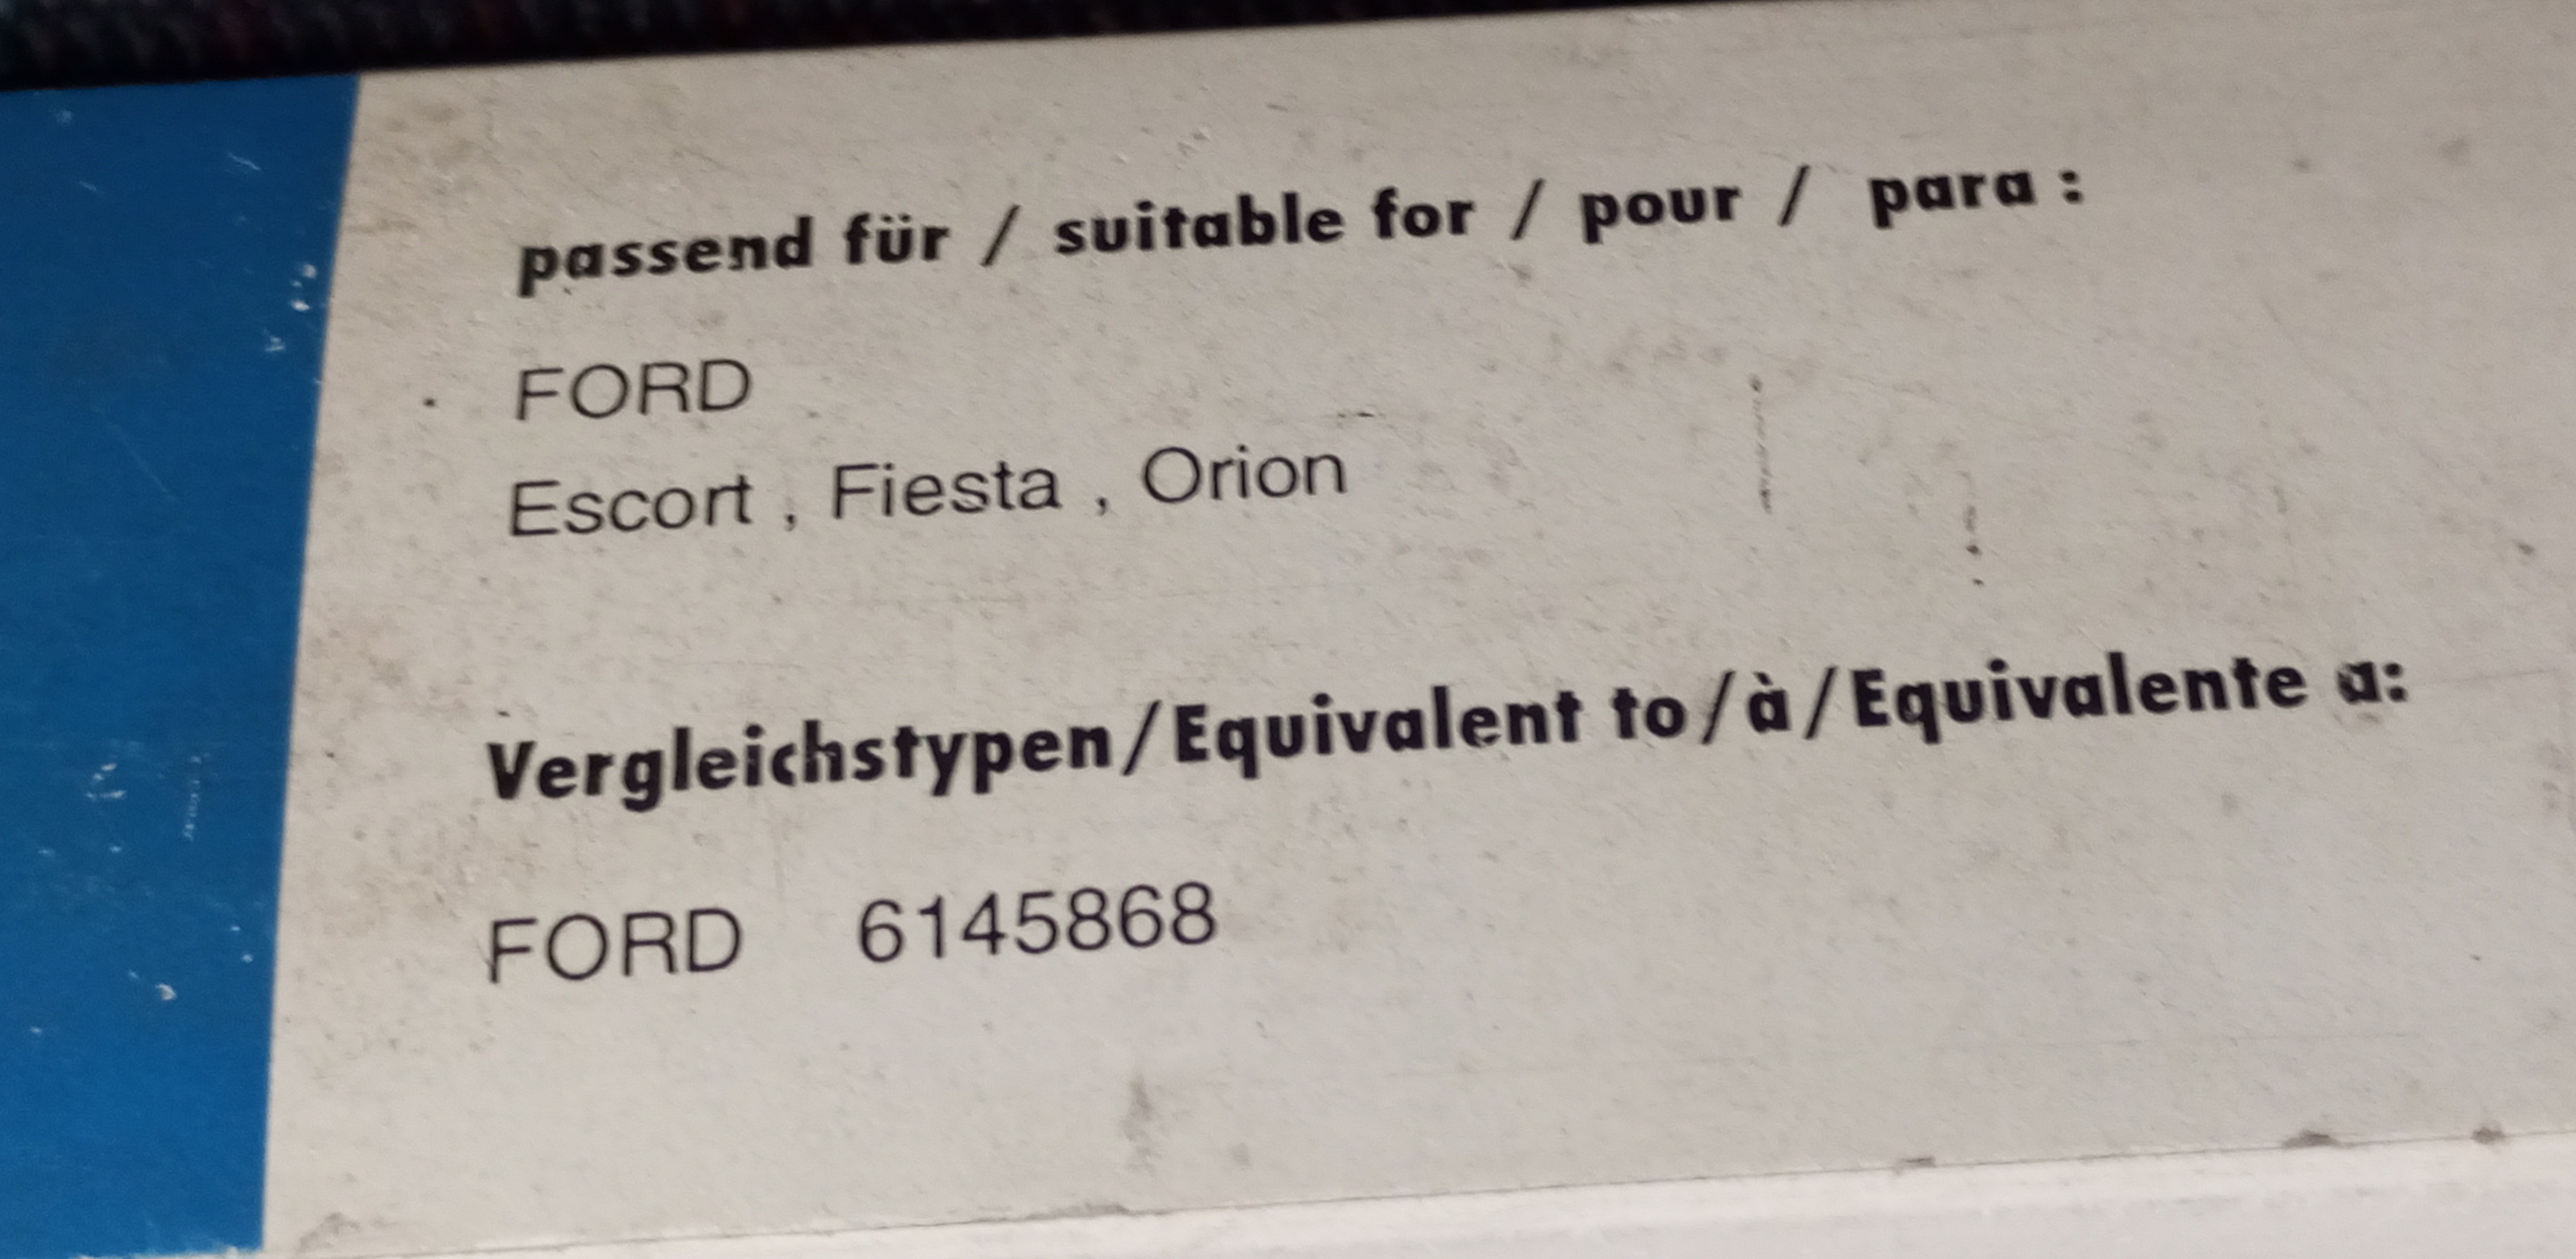 passend für / suitable for / pour / para :
FORD
Escort , Fiesta , Orion
Vergleichstypen/Equivalent to/à/Equivalente a:
FORD 6145868